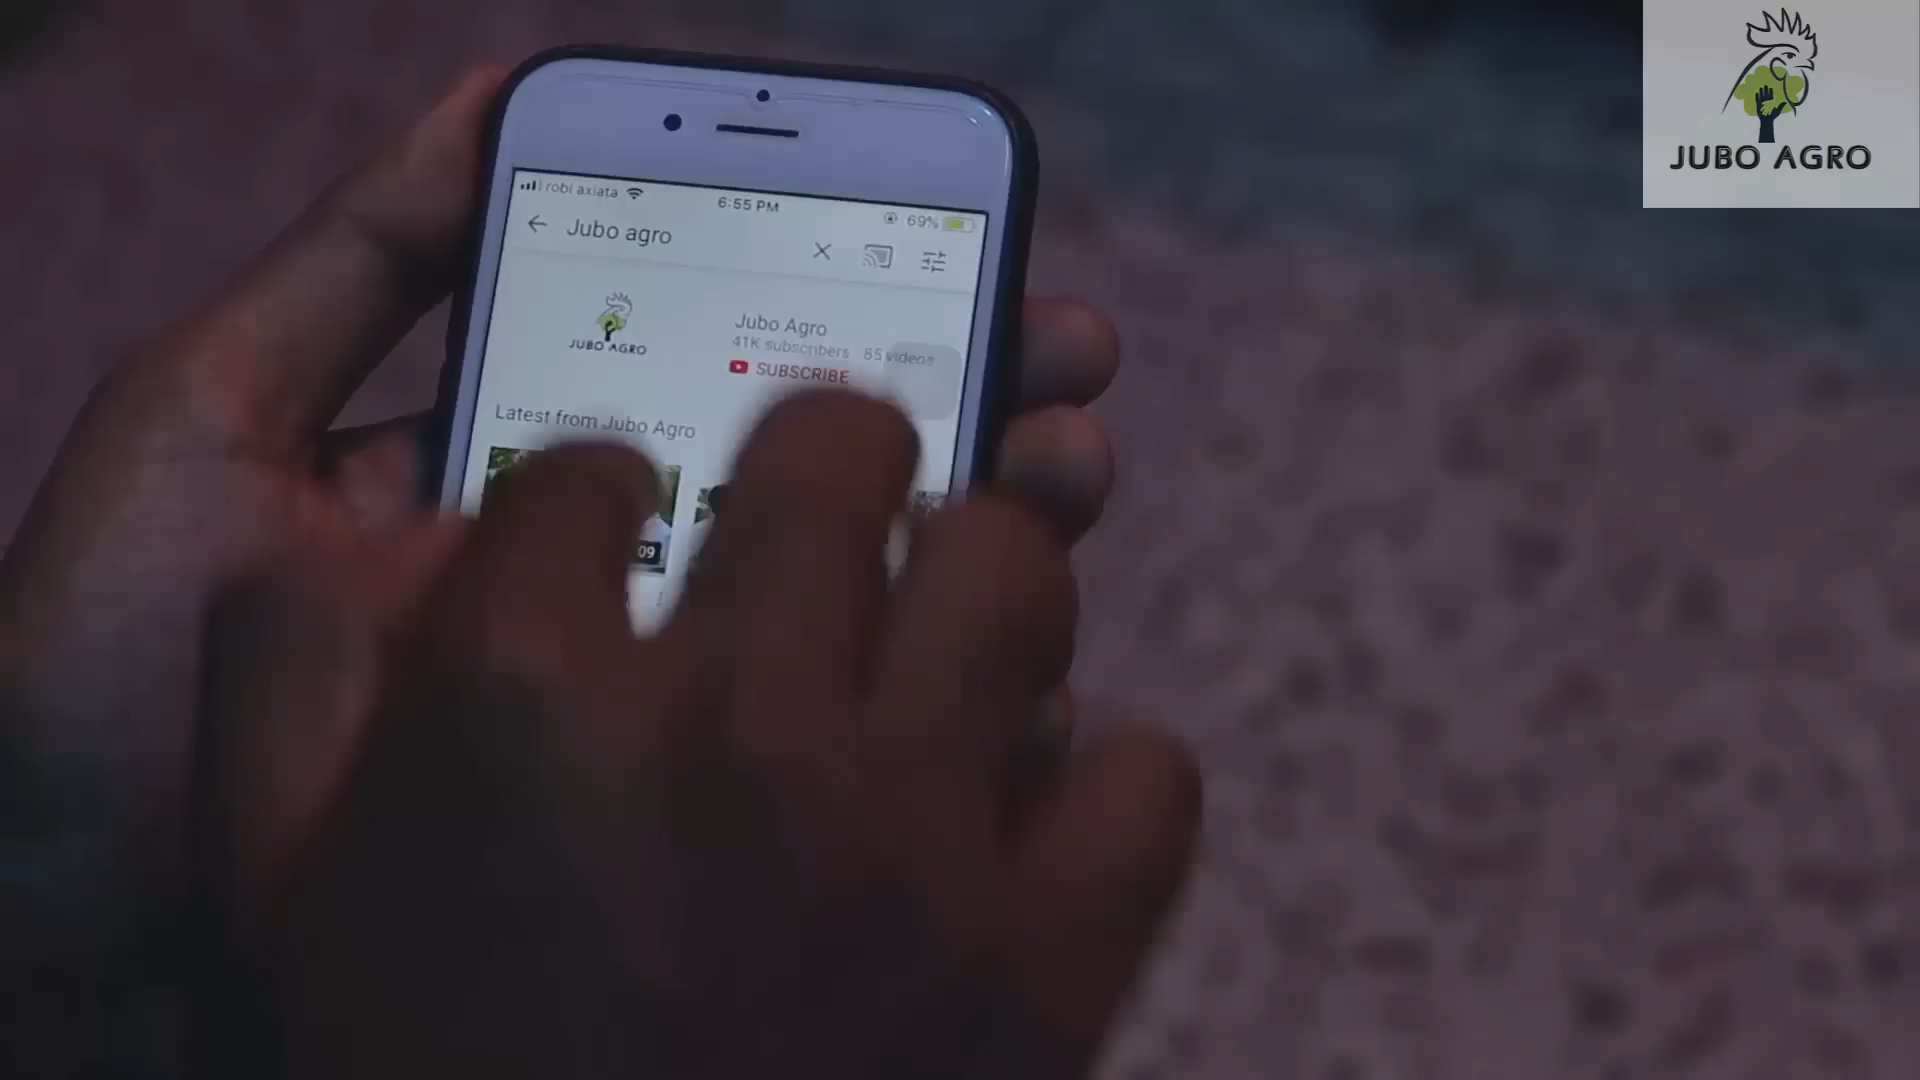 JUBO AGRO
robi axiata
6:55 PM
69%
Jubo agro
JUBO AGRO
Jubo Agro
41K subscribers 85 videos
SUBSCRIBE
Latest from Jubo Agro
09